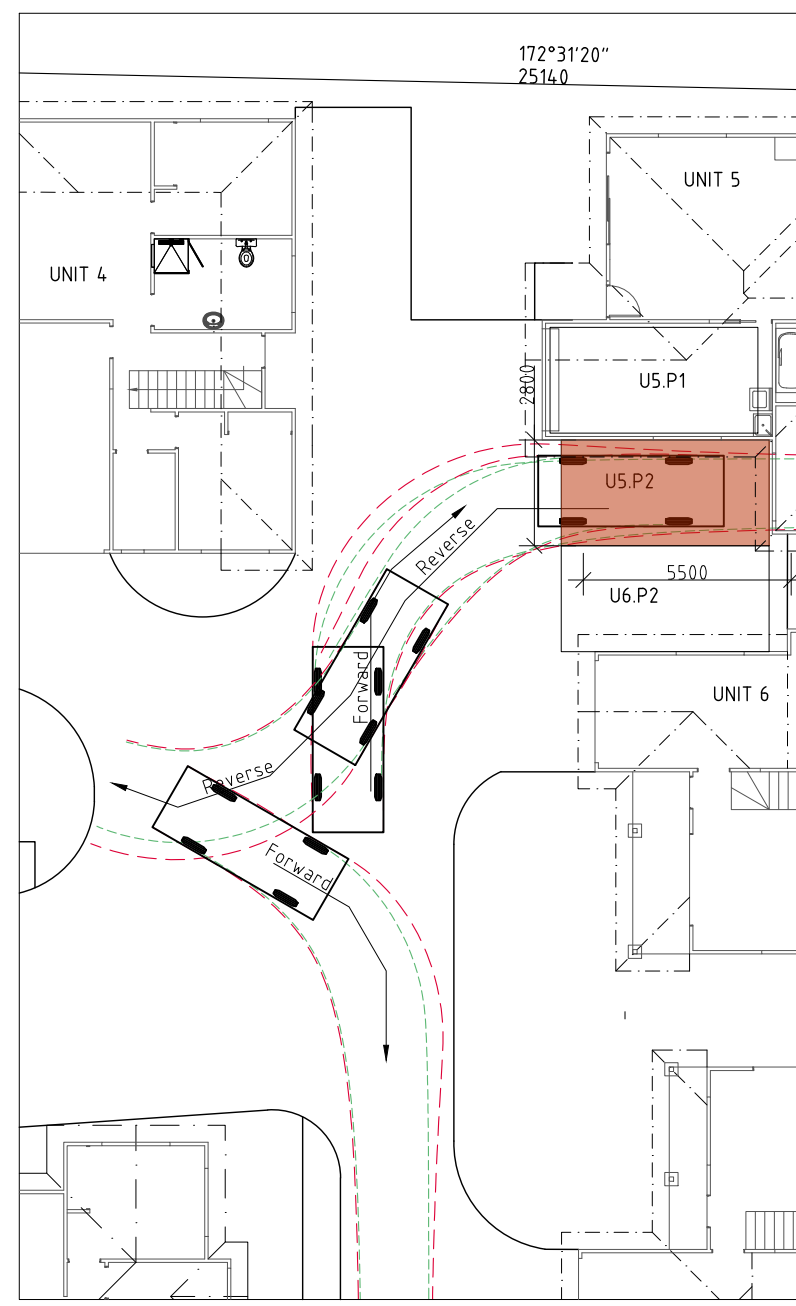 172°31'20"
25140
UNIT 5
UNIT 4
U5.P1
2800
U5.P2
Reverse
5500
U6.P2
Forward
UNIT 6
Reverse
Forward